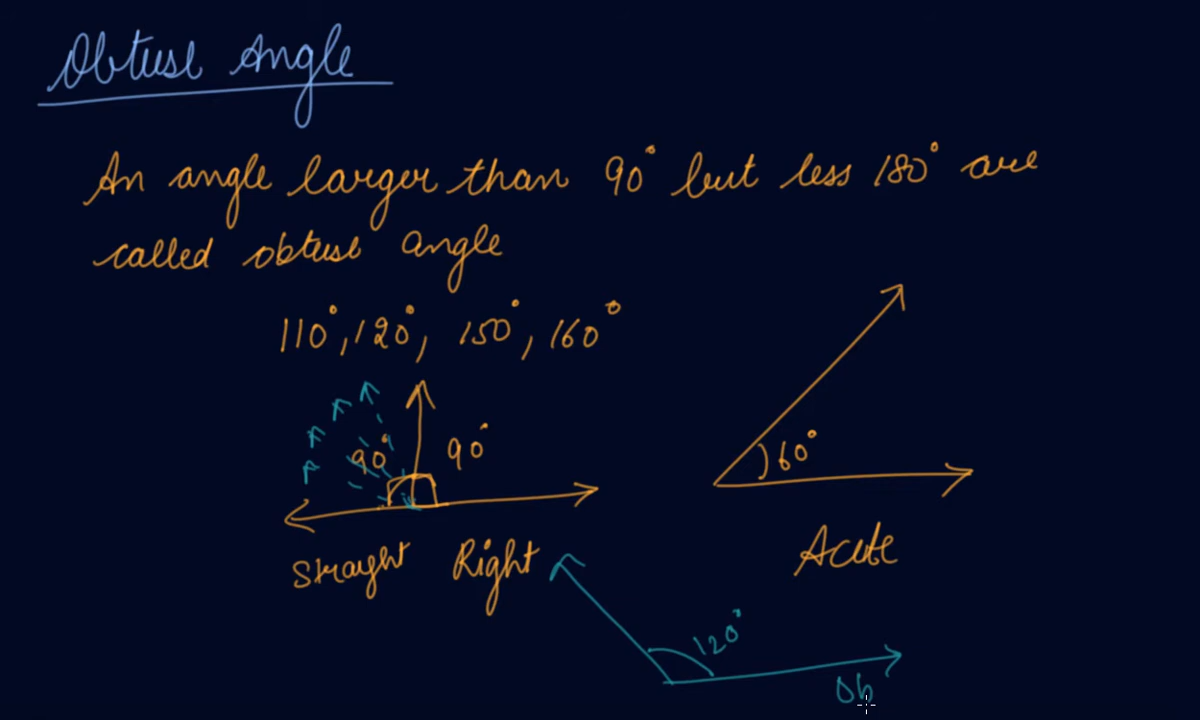 Obtuse Angle
An angle larger than 90° but less 180° are
called obtuse angle
110°, 120°, 150°, 160°
90° 90°
60°
Straight Right
Acute
120°
Ob